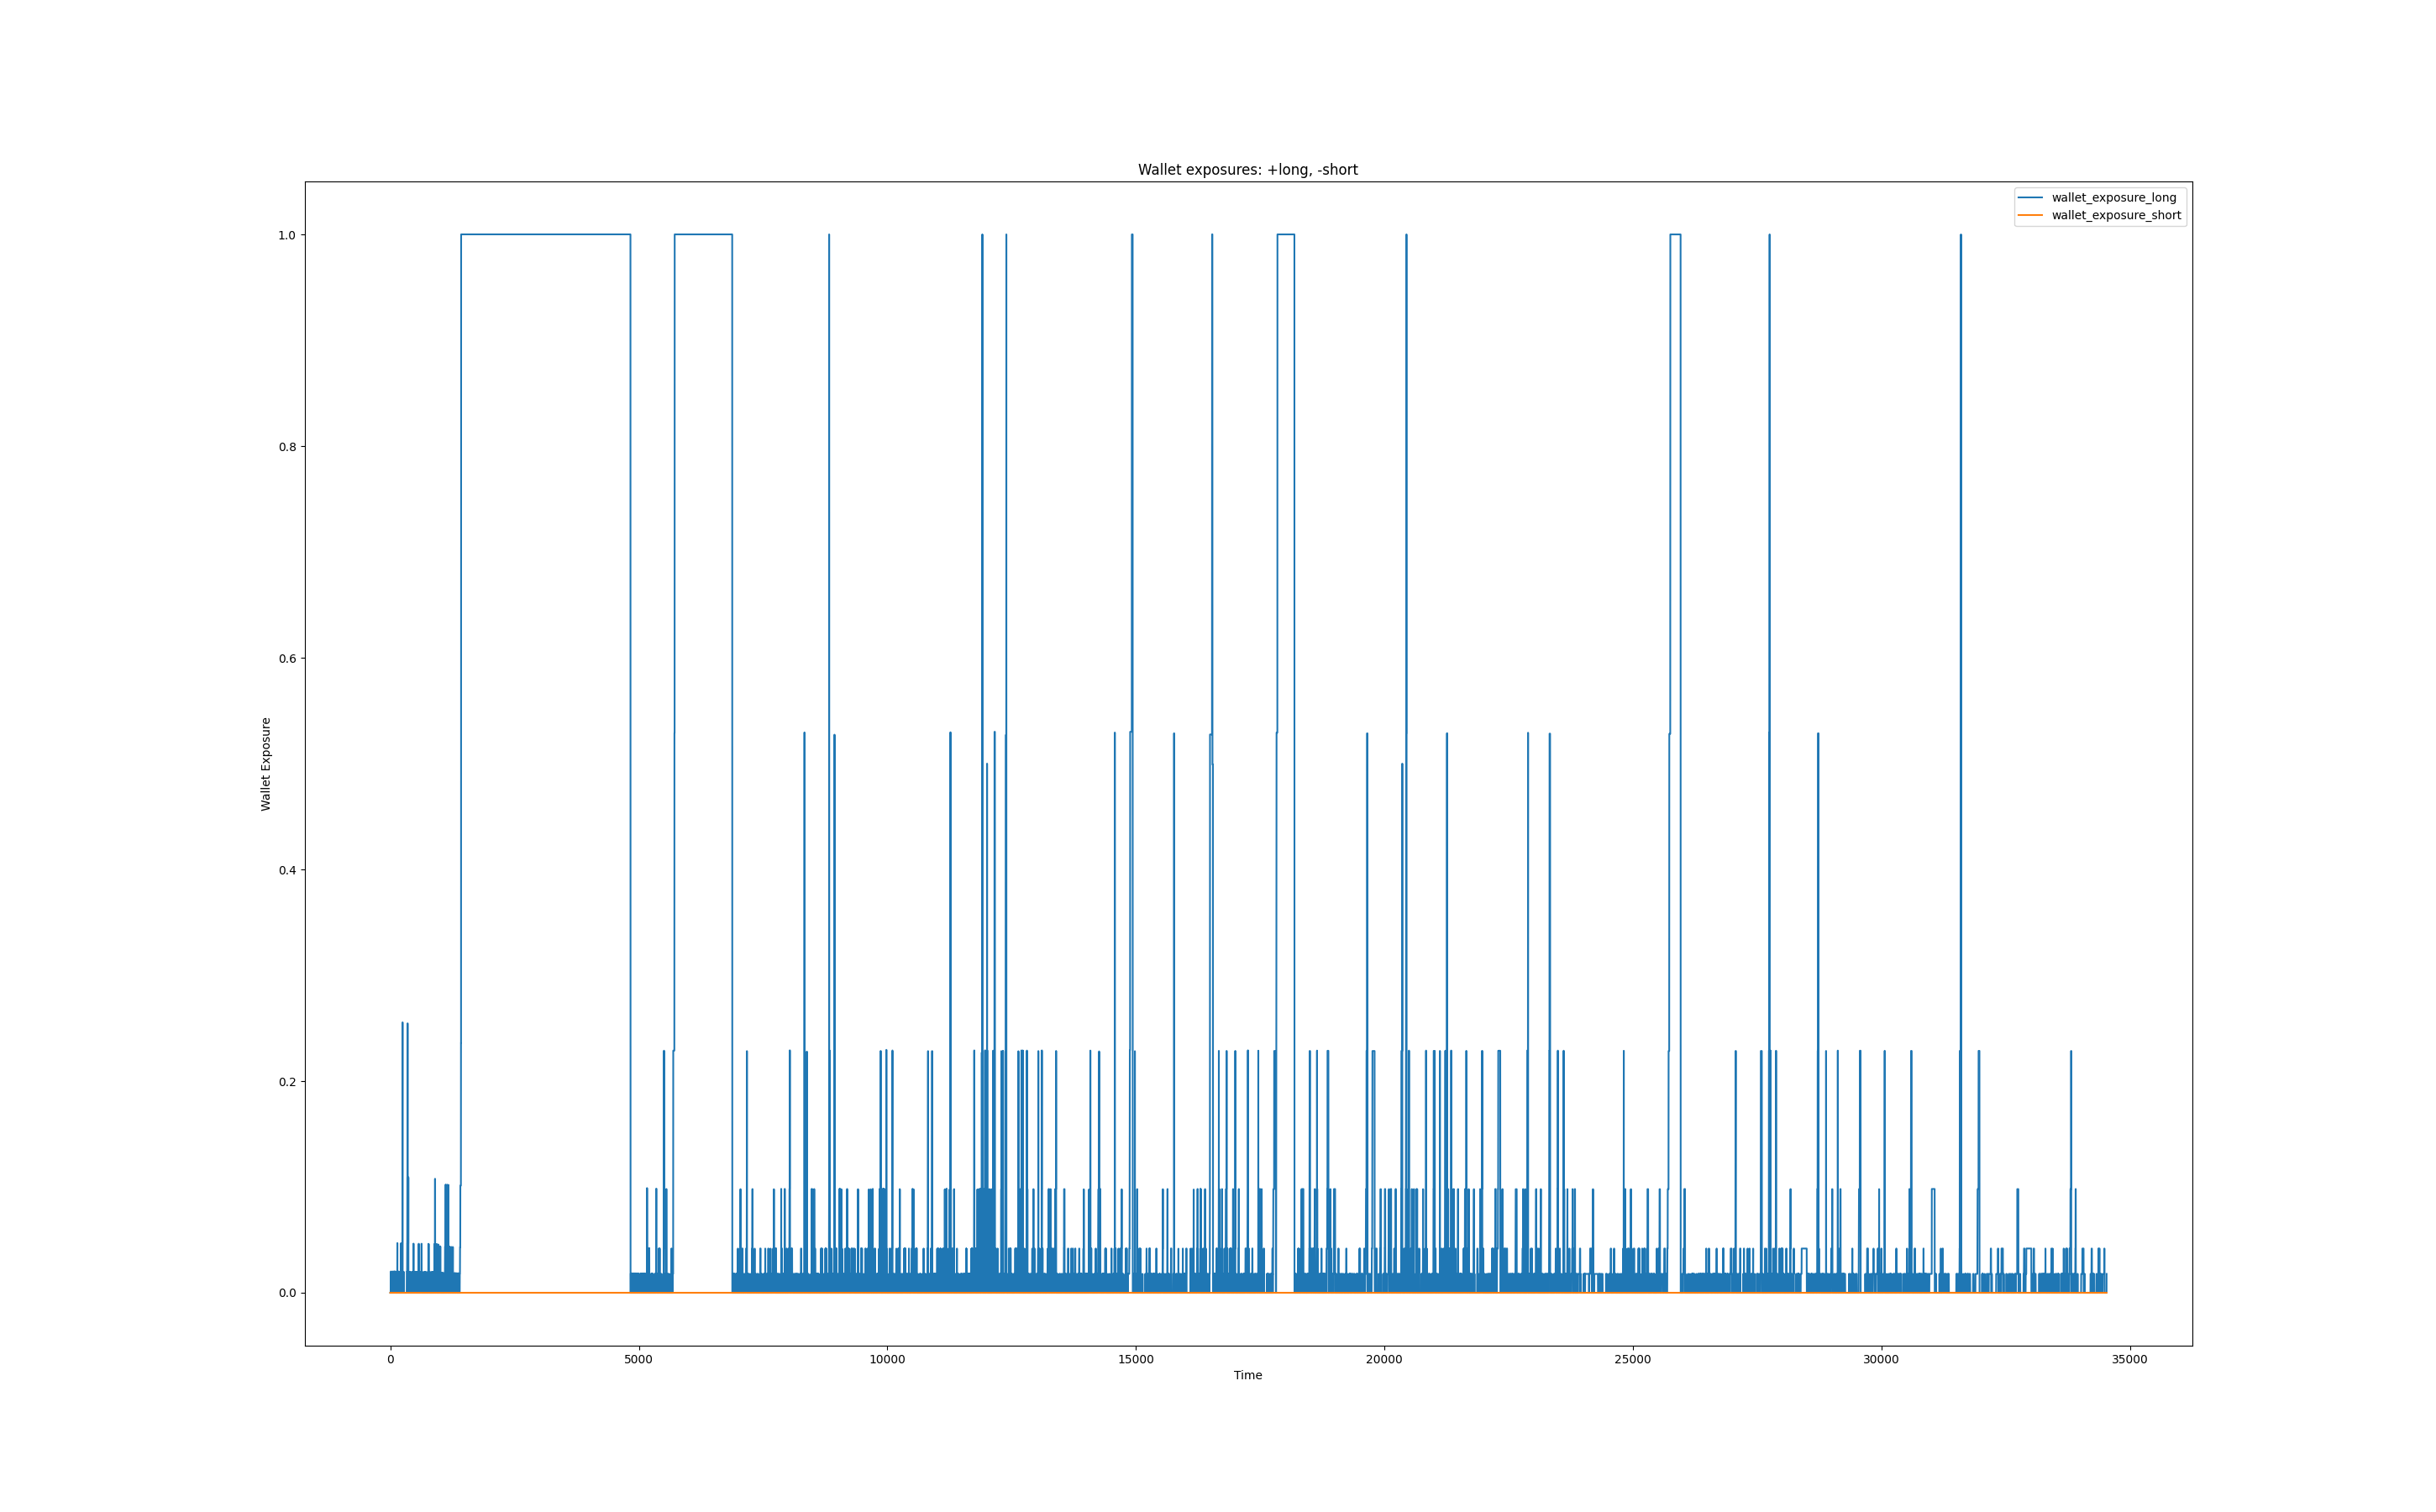 Wallet exposures: +long, -short
wallet_exposure_long
wallet_exposure_short
1.0
0.8
0.6
0.4
0.2
0.0
Wallet Exposure
0 5000 10000 15000 20000 25000 30000 35000
Time